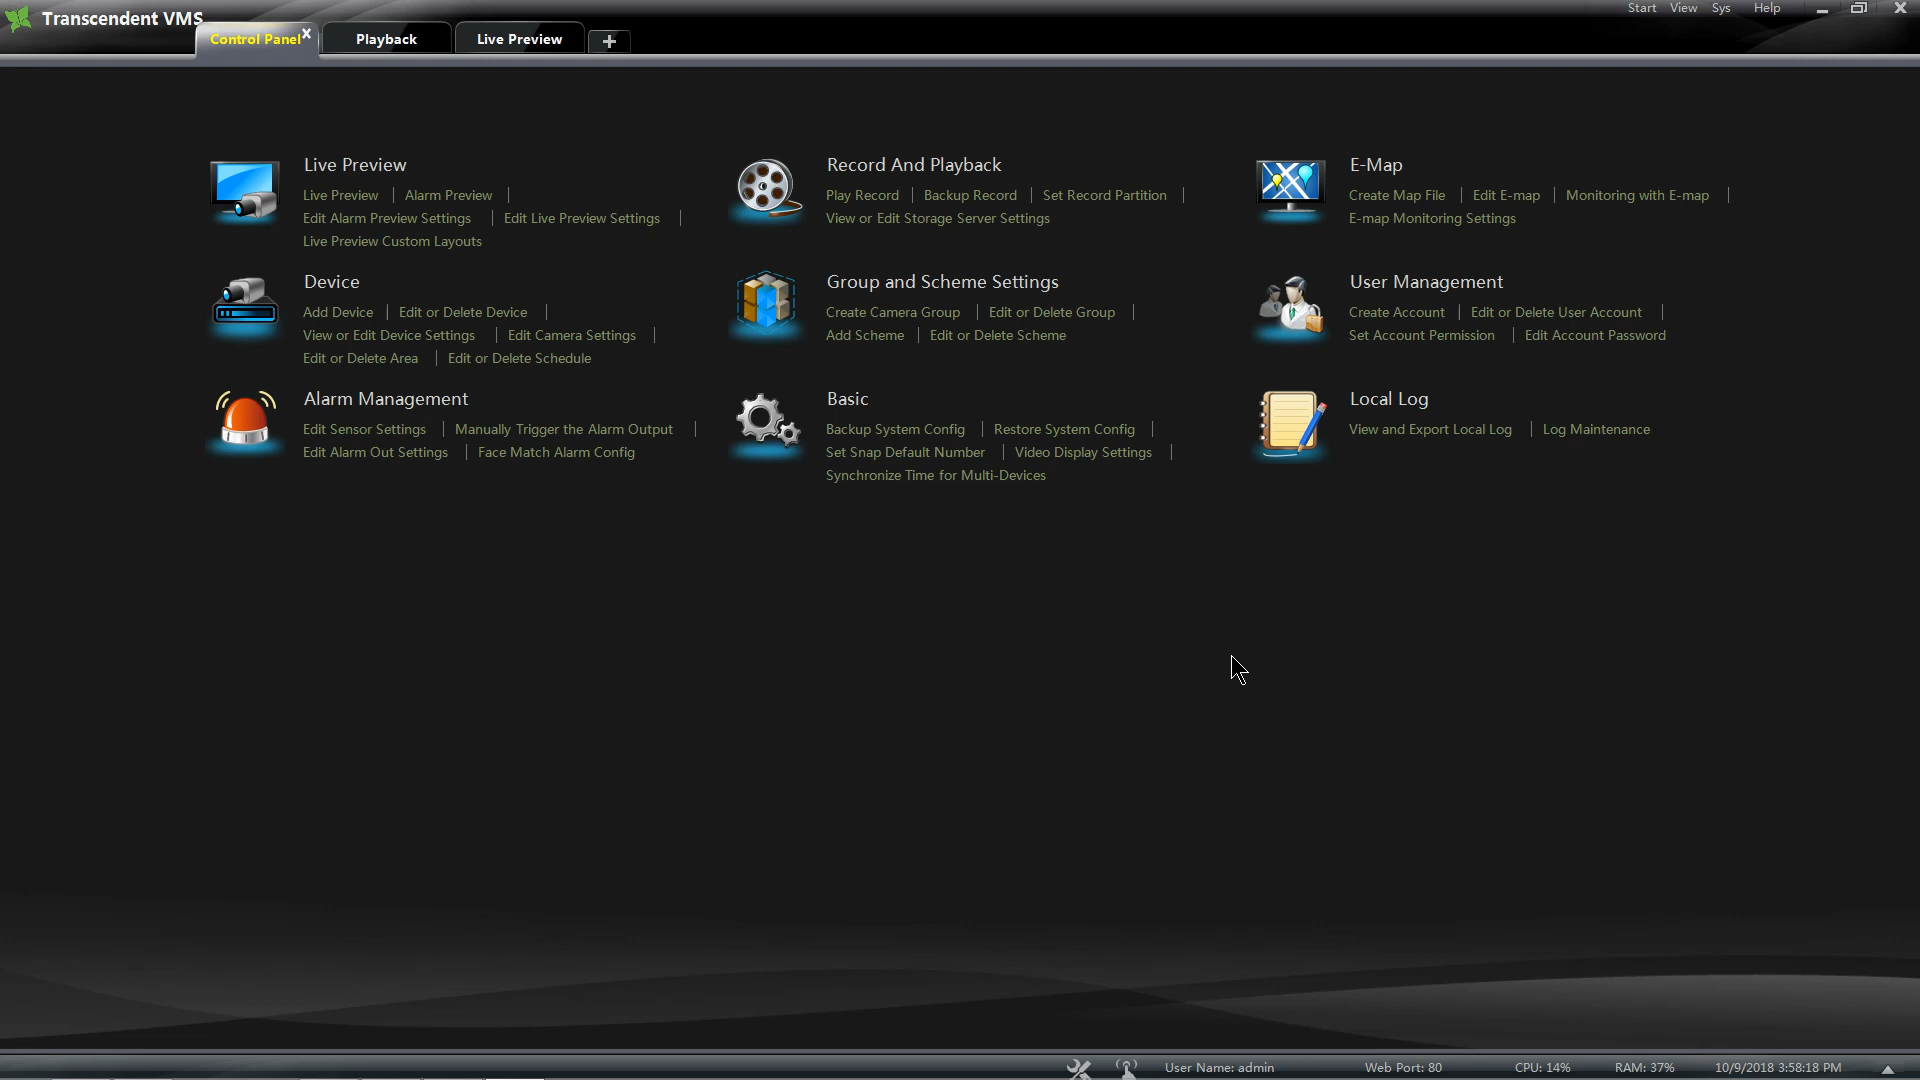 Transcendent VMS
Start View Sys Help
Control Panel x Playback Live Preview +
Live Preview
Live Preview | Alarm Preview |
Edit Alarm Preview Settings | Edit Live Preview Settings |
Live Preview Custom Layouts
Record And Playback
Play Record | Backup Record | Set Record Partition |
View or Edit Storage Server Settings
E-Map
Create Map File | Edit E-map | Monitoring with E-map |
E-map Monitoring Settings
Device
Add Device | Edit or Delete Device |
View or Edit Device Settings | Edit Camera Settings |
Edit or Delete Area | Edit or Delete Schedule
Group and Scheme Settings
Create Camera Group | Edit or Delete Group |
Add Scheme | Edit or Delete Scheme
User Management
Create Account | Edit or Delete User Account |
Set Account Permission | Edit Account Password
Alarm Management
Edit Sensor Settings | Manually Trigger the Alarm Output |
Edit Alarm Out Settings | Face Match Alarm Config
Basic
Backup System Config | Restore System Config |
Set Snap Default Number | Video Display Settings |
Synchronize Time for Multi-Devices
Local Log
View and Export Local Log | Log Maintenance
User Name: admin Web Port: 80 CPU: 14% RAM: 37% 10/9/2018 3:58:18 PM